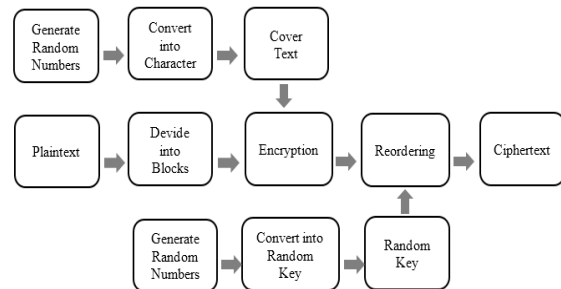 Generate
Random
Numbers
Convert
into
Character
Cover
Text
Plaintext
Devide
into
Blocks
Encryption
Reordering
Ciphertext
Generate
Random
Numbers
Convert into
Random
Key
Random
Key